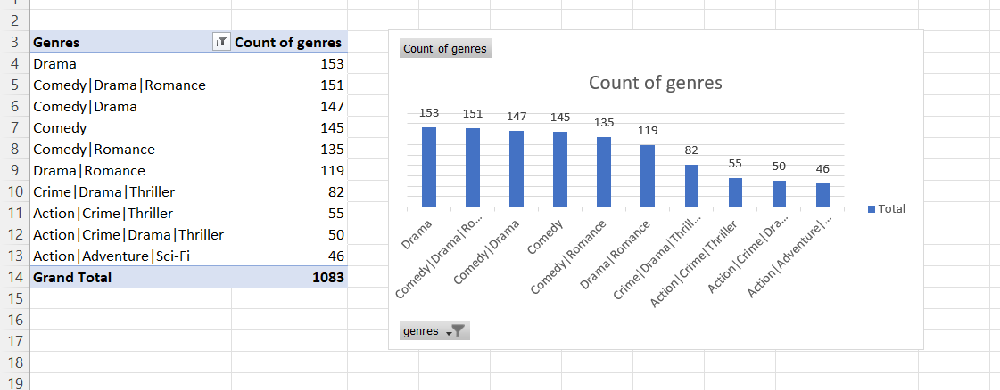 2
3 Genres Count of genres
4 Drama 153
5 Comedy|Drama|Romance 151
6 Comedy|Drama 147
7 Comedy 145
8 Comedy|Romance 135
9 Drama|Romance 119
10 Crime|Drama|Thriller 82
11 Action|Crime|Thriller 55
12 Action|Crime|Drama|Thriller 50
13 Action|Adventure|Sci-Fi 46
14 Grand Total 1083
15
16
17
18
19
Count of genres
Count of genres
153 151 147 145 135 119 82 55 50 46
Total
Drama
Comedy|Drama|Ro...
Comedy|Drama
Comedy
Comedy|Romance
Drama|Romance
Crime|Drama|Thrill...
Action|Crime|Thriller
Action|Crime|Dra...
Action|Adventure|...
genres